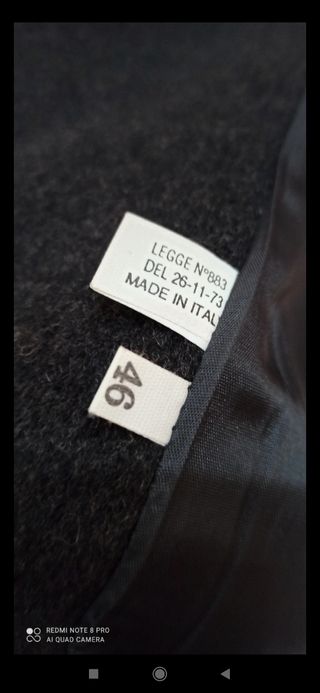 LEGGE N°883
DEL 26-11-73
MADE IN ITAL
46
REDMI NOTE 8 PRO
AI QUAD CAMERA